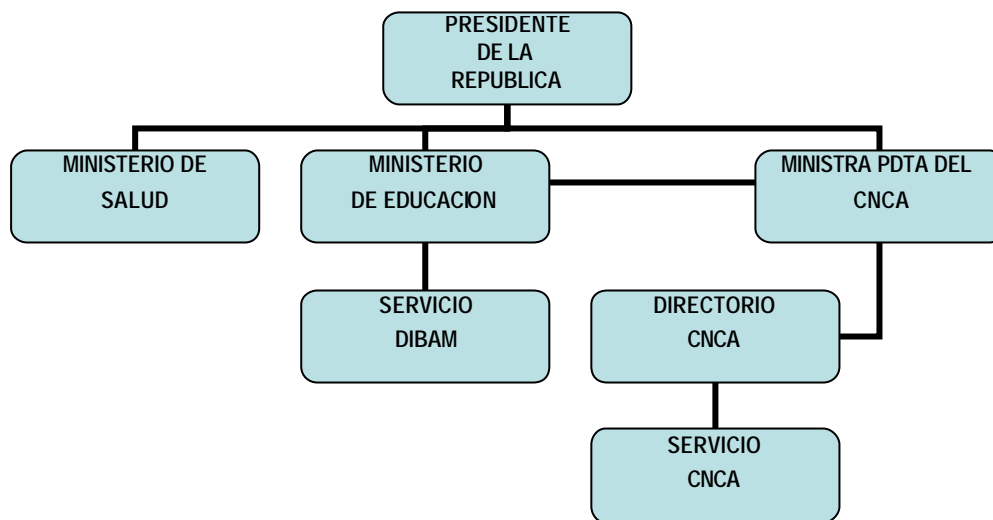 PRESIDENTE
DE LA
REPUBLICA
MINISTERIO DE
SALUD
MINISTERIO
DE EDUCACION
MINISTRA PDTA DEL
CNCA
SERVICIO
DIBAM
DIRECTORIO
CNCA
SERVICIO
CNCA